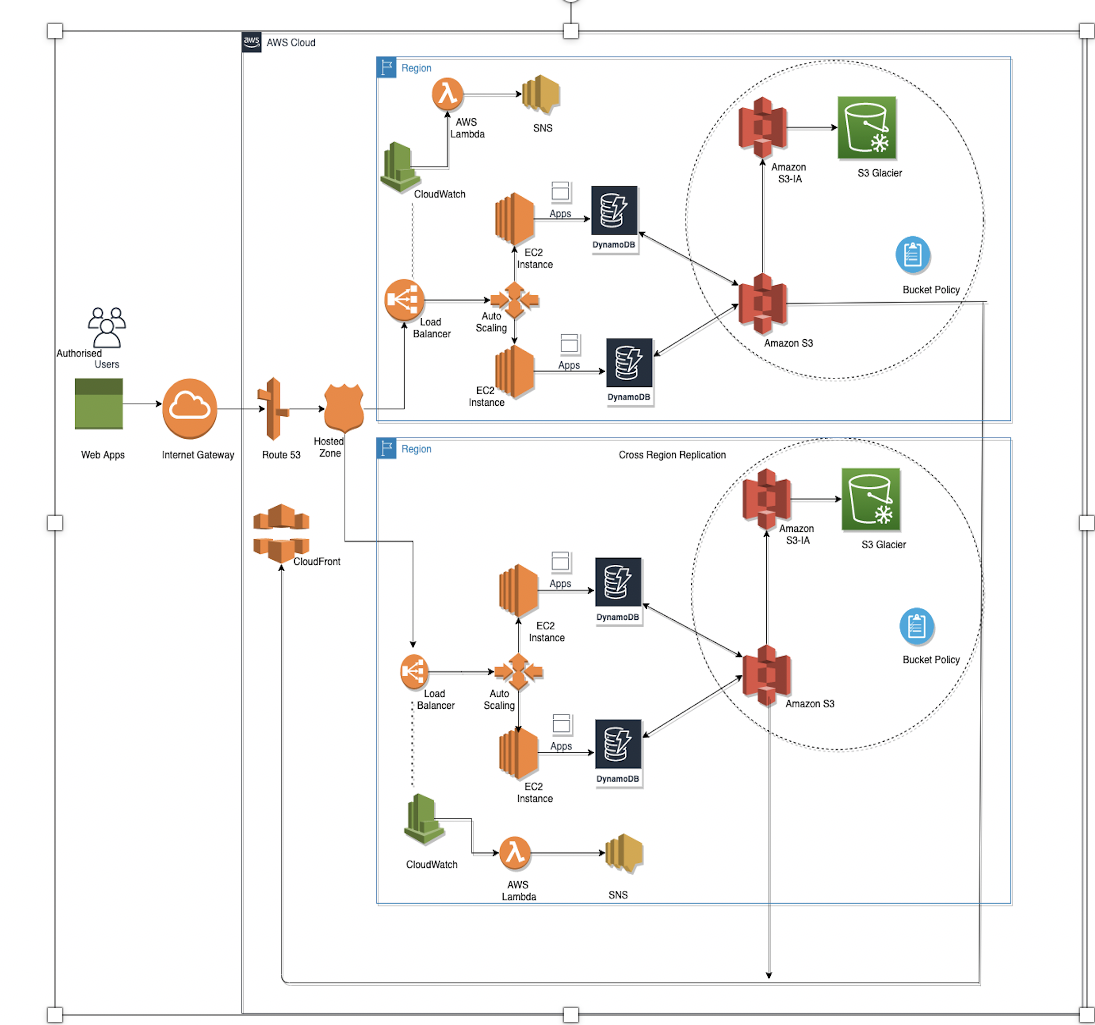 aws
AWS Cloud
Region
AWS
Lambda
SNS
CloudWatch
EC2
Instance
Apps
DynamoDB
Load
Balancer
Auto
Scaling
EC2
Instance
Apps
DynamoDB
Amazon
S3-IA
S3 Glacier
Bucket Policy
Amazon S3
Authorised
Users
Web Apps
Internet Gateway
Route 53
Hosted
Zone
CloudFront
Region
Cross Region Replication
Amazon
S3-IA
S3 Glacier
Bucket Policy
Amazon S3
EC2
Instance
Apps
DynamoDB
Load
Balancer
Auto
Scaling
EC2
Instance
Apps
DynamoDB
CloudWatch
AWS
Lambda
SNS